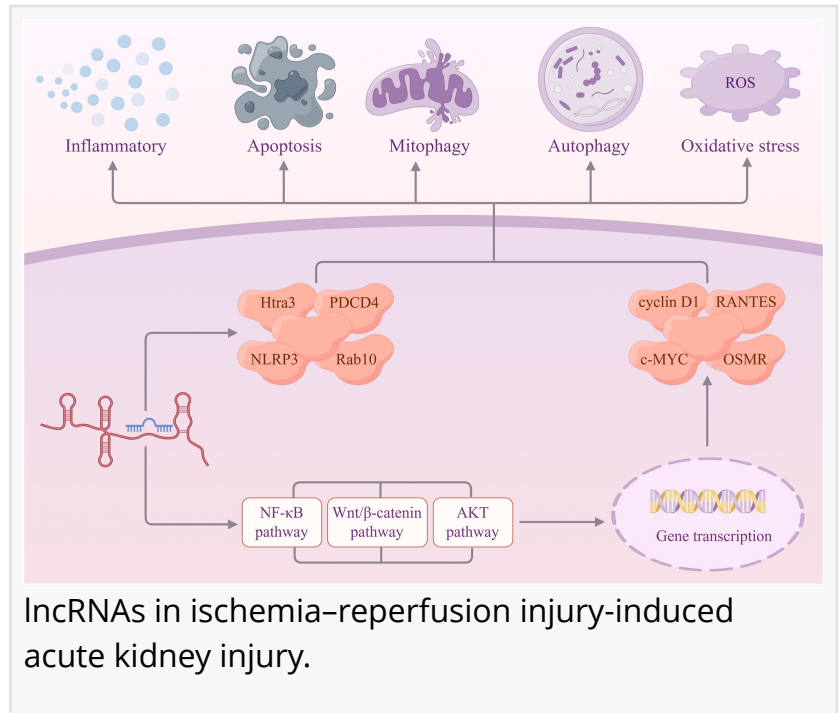 ROS
Inflammatory
Apoptosis
Mitophagy
Autophagy
Oxidative stress
Htra3
PDCD4
NLRP3
Rab10
cyclin D1
RANTES
c-MYC
OSMR
NF-κB
pathway
Wnt/β-catenin
pathway
AKT
pathway
Gene transcription
lncRNAs in ischemia–reperfusion injury-induced
acute kidney injury.